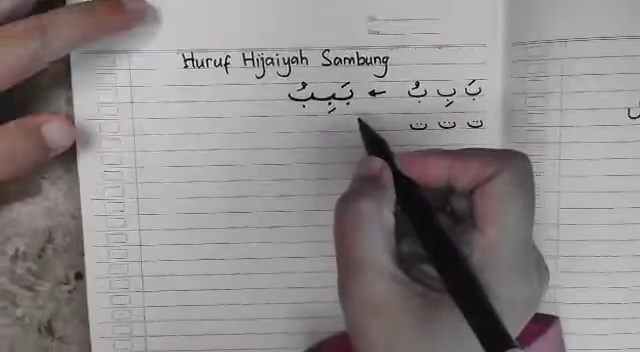 Huruf Hijaiyah Sambung
بَ بِ بُ ← بَبِبُ
ت ت ت